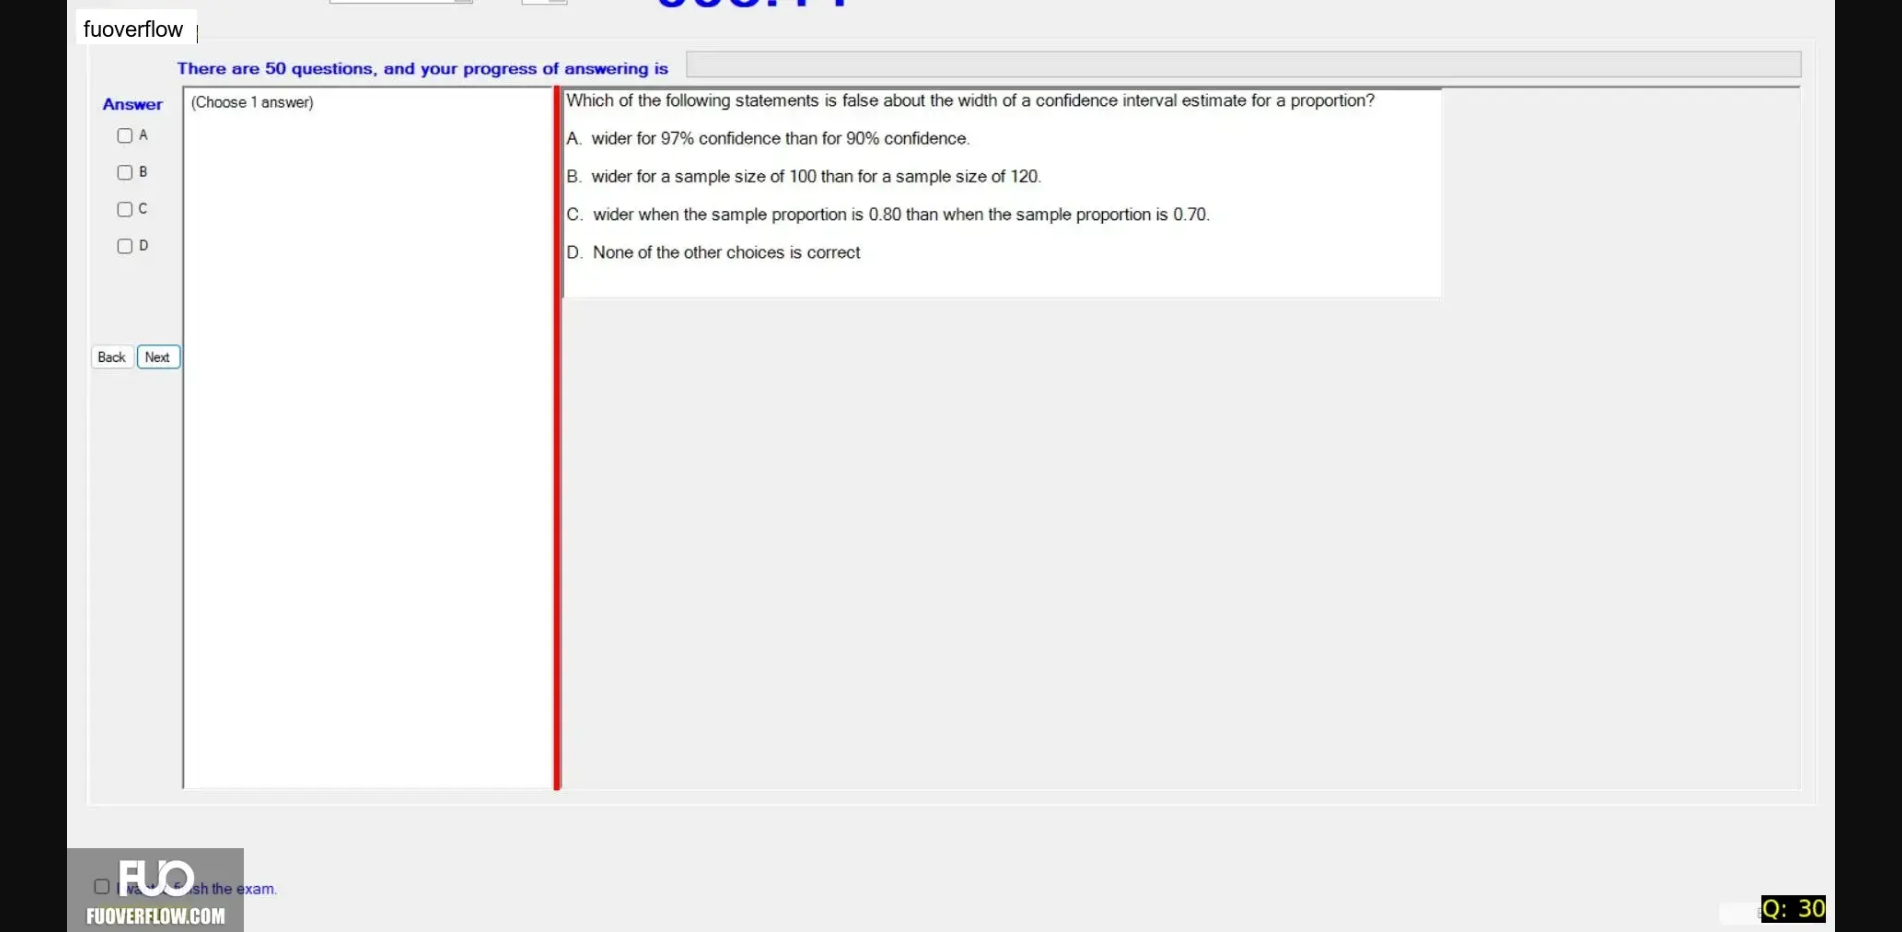 fuoverflow
There are 50 questions, and your progress of answering is
Answer
(Choose 1 answer)
A
B
C
D
Back
Next
Which of the following statements is false about the width of a confidence interval estimate for a proportion?
A. wider for 97% confidence than for 90% confidence.
B. wider for a sample size of 100 than for a sample size of 120.
C. wider when the sample proportion is 0.80 than when the sample proportion is 0.70.
D. None of the other choices is correct
FUO
the exam.
FUOVERFLOW.COM
Q: 30